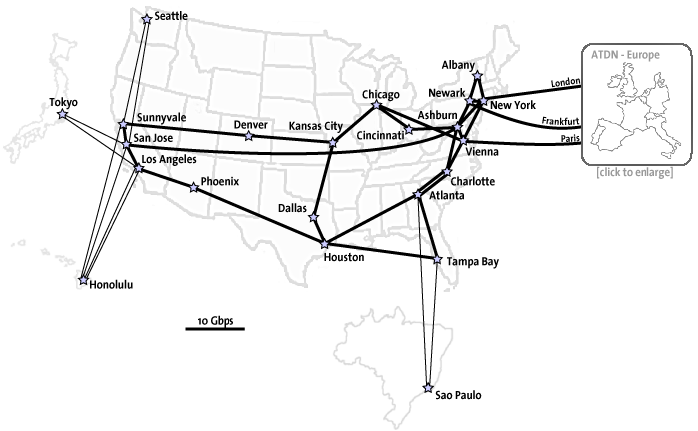 Seattle
ATDN - Europe
Albany
London
Tokyo
Chicago
Newark
New York
Sunnyvale
Denver
Kansas City
Ashburn
Frankfurt
San Jose
Cincinnati
Vienna
Paris
Los Angeles
[click to enlarge]
Phoenix
Charlotte
Atlanta
Dallas
Houston
Tampa Bay
Honolulu
10 Gbps
Sao Paulo